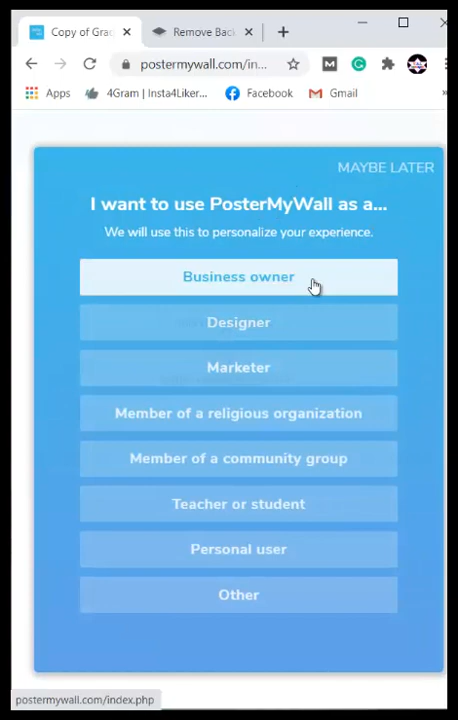 Copy of Gra
Remove Bac
postermywall.com/in...
Apps
4Gram | Insta4Liker...
Facebook
M Gmail
»
MAYBE LATER
I want to use PosterMyWall as a...
We will use this to personalize your experience.
Business owner
Designer
Marketer
Member of a religious organization
Member of a community group
Teacher or student
Personal user
Other
postermywall.com/index.php